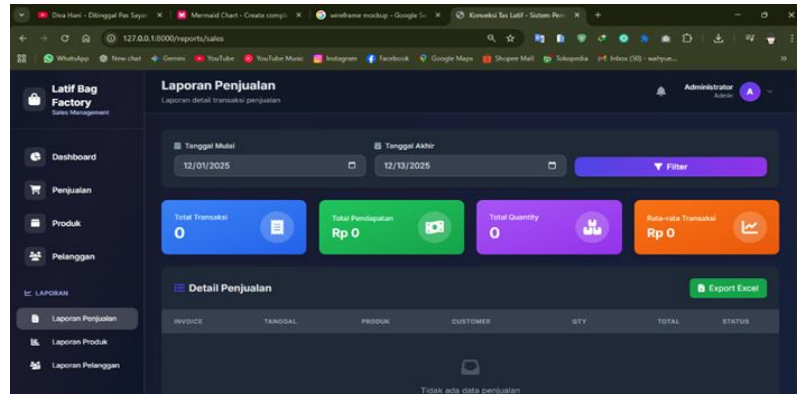 Diva Hani - Ditinggal Pas Sayan
Mermaid Chart - Create comple
wireframe mockup - Google Se
Konveksi Tas Latif - Sistem Penj
127.0.0.1:8000/reports/sales
WhatsApp
New chat
Gemini
YouTube
YouTube Music
Instagram
Facebook
Google Maps
Shopee Mall
Tokopedia
Inbox (50) - wahyue...
Latif Bag
Factory
Sales Management
Laporan Penjualan
Laporan detail transaksi penjualan
Administrator
Admin
A
Dashboard
Penjualan
Produk
Pelanggan
LAPORAN
Laporan Penjualan
Laporan Produk
Laporan Pelanggan
Tanggal Mulai
12/01/2025
Tanggal Akhir
12/13/2025
Filter
Total Transaksi
0
Total Pendapatan
Rp 0
Total Quantity
0
Rata-rata Transaksi
Rp 0
Detail Penjualan
Export Excel
INVOICE TANGGAL PRODUK CUSTOMER QTY TOTAL STATUS
Tidak ada data penjualan